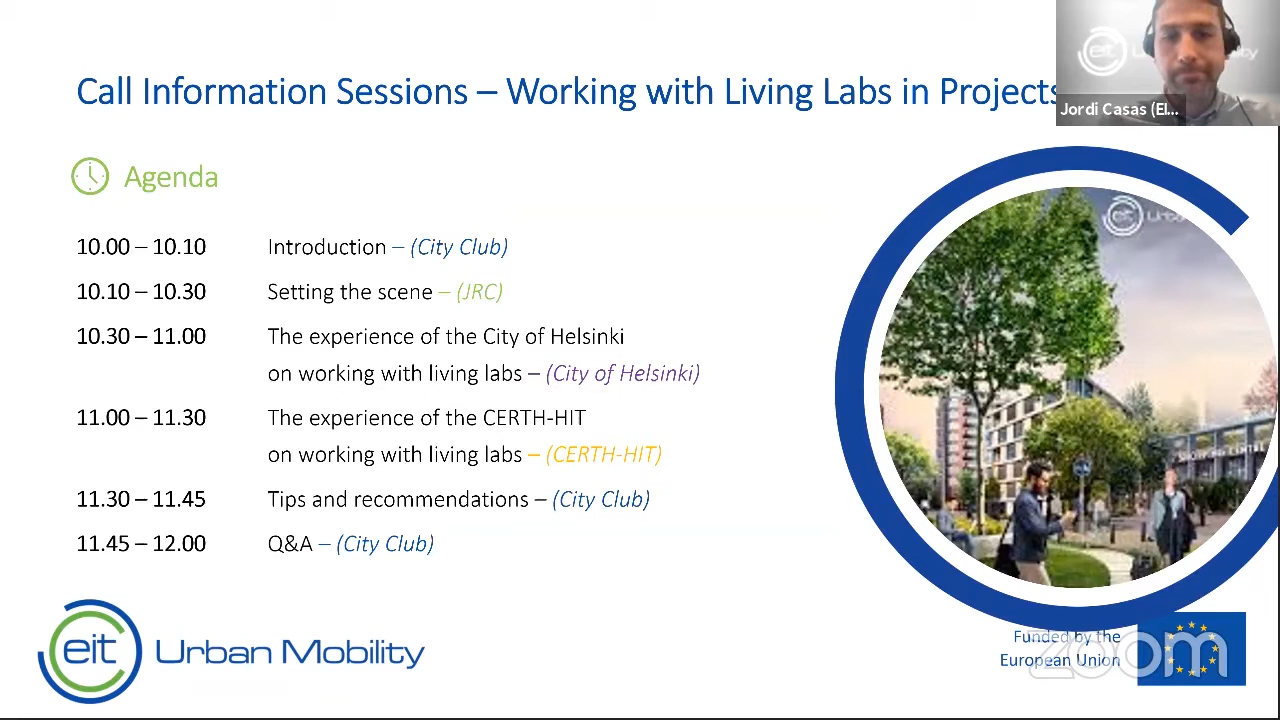 Call Information Sessions – Working with Living Labs in Projects
Jordi Casas (EI...
Agenda
10.00 – 10.10 Introduction – (City Club)
10.10 – 10.30 Setting the scene – (JRC)
10.30 – 11.00 The experience of the City of Helsinki
on working with living labs – (City of Helsinki)
11.00 – 11.30 The experience of the CERTH-HIT
on working with living labs – (CERTH-HIT)
11.30 – 11.45 Tips and recommendations – (City Club)
11.45 – 12.00 Q&A – (City Club)
eit Urban Mobility
Funded by the
European Union
zoom
eit
eit